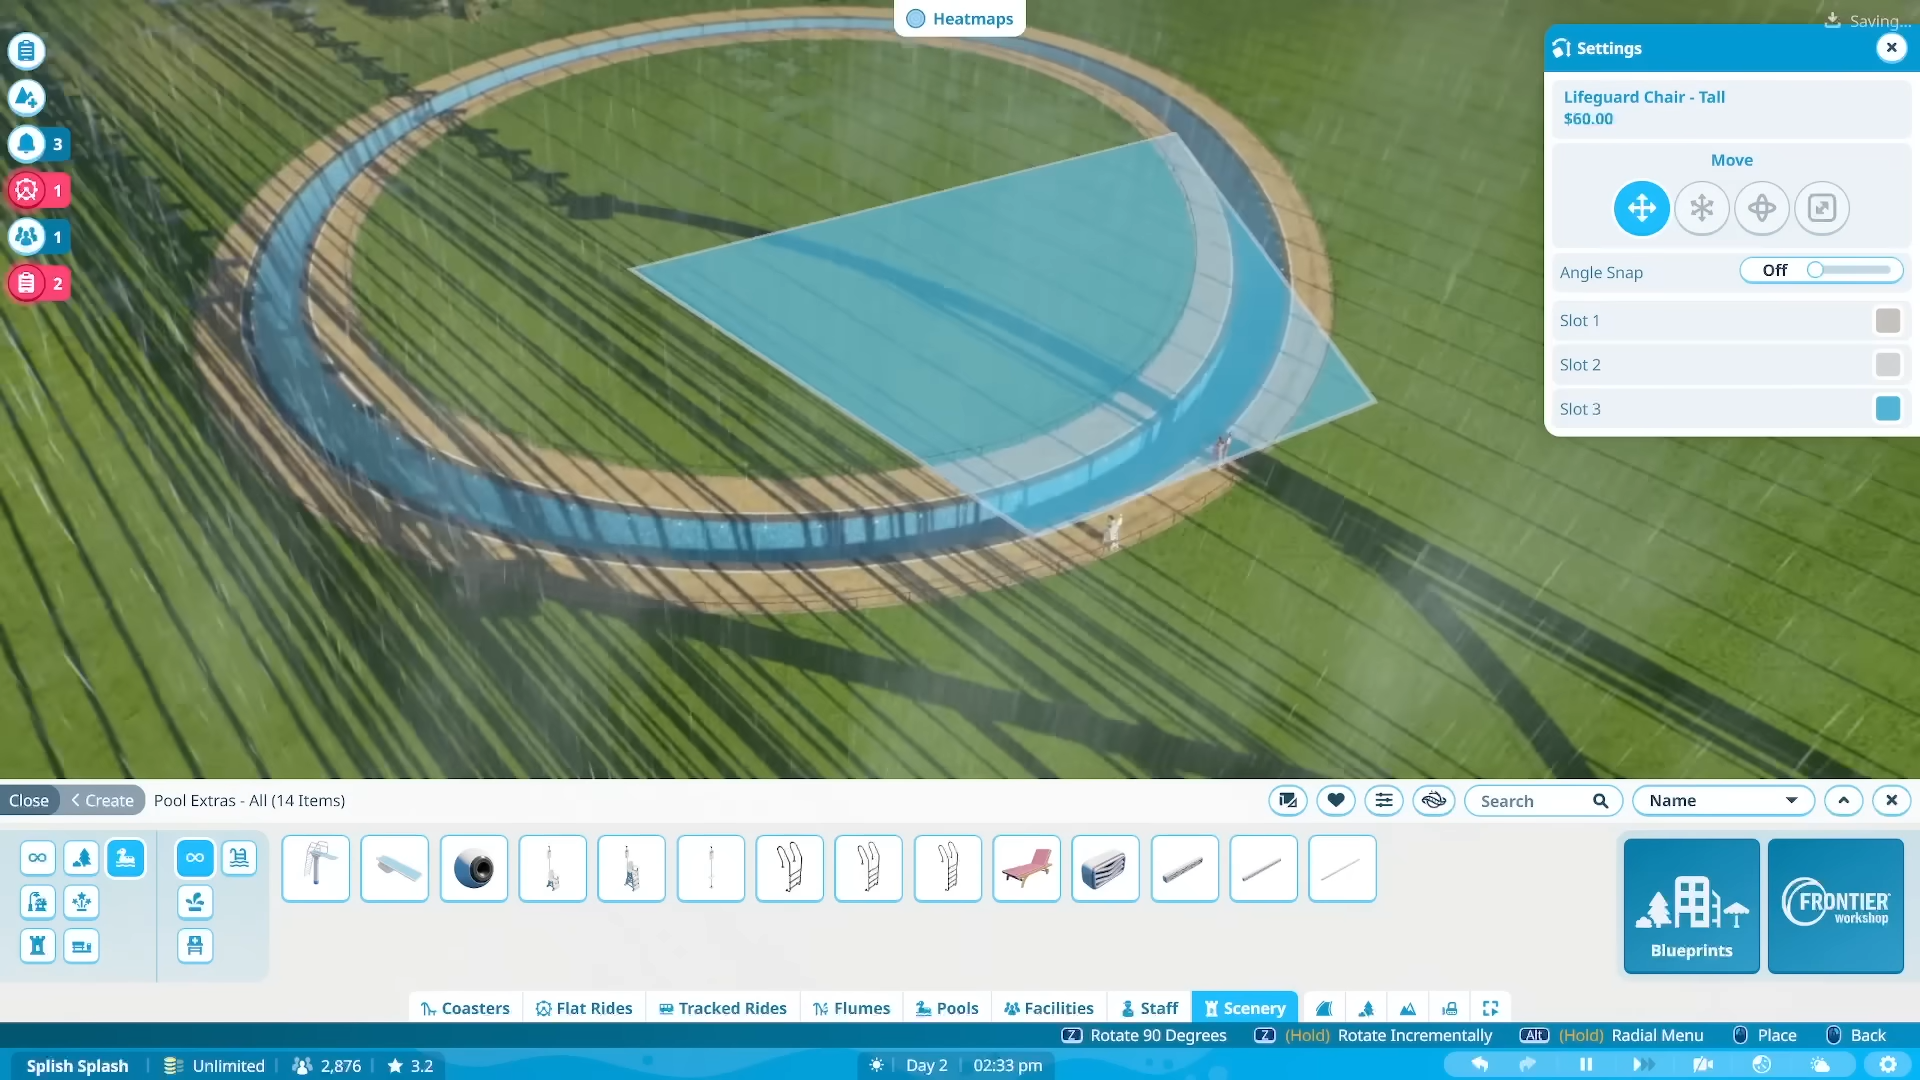 Heatmaps
Saving...
Settings
Lifeguard Chair - Tall
$60.00
Move
Angle Snap
Off
Slot 1
Slot 2
Slot 3
3
1
1
2
Close
Create
Pool Extras - All (14 Items)
Search
Name
Blueprints
FRONTIER
workshop
Coasters
Flat Rides
Tracked Rides
Flumes
Pools
Facilities
Staff
Scenery
Z Rotate 90 Degrees
Z (Hold) Rotate Incrementally
Alt (Hold) Radial Menu
Place
Back
Splish Splash
Unlimited
2,876
3.2
Day 2
02:33 pm